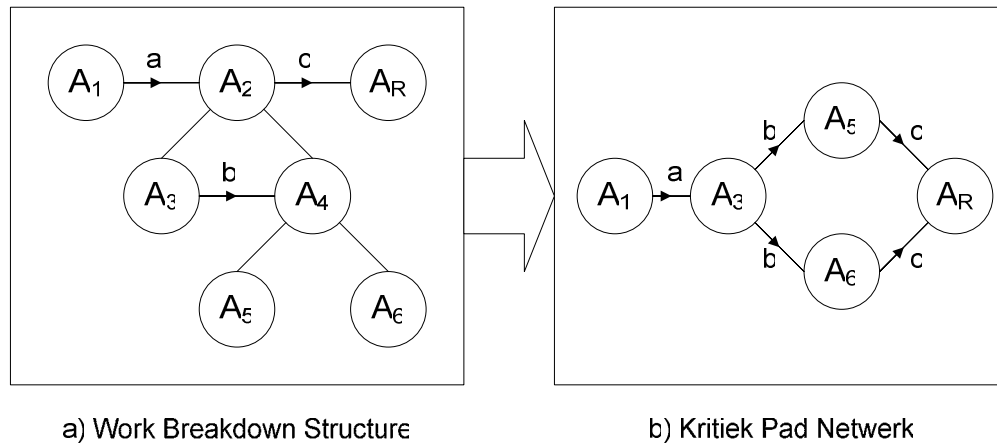 a
c
A1
A2
AR
b
A3
A4
A5
A6
a) Work Breakdown Structure
b
A5
c
a
A1
A3
AR
b
A6
c
b) Kritiek Pad Netwerk